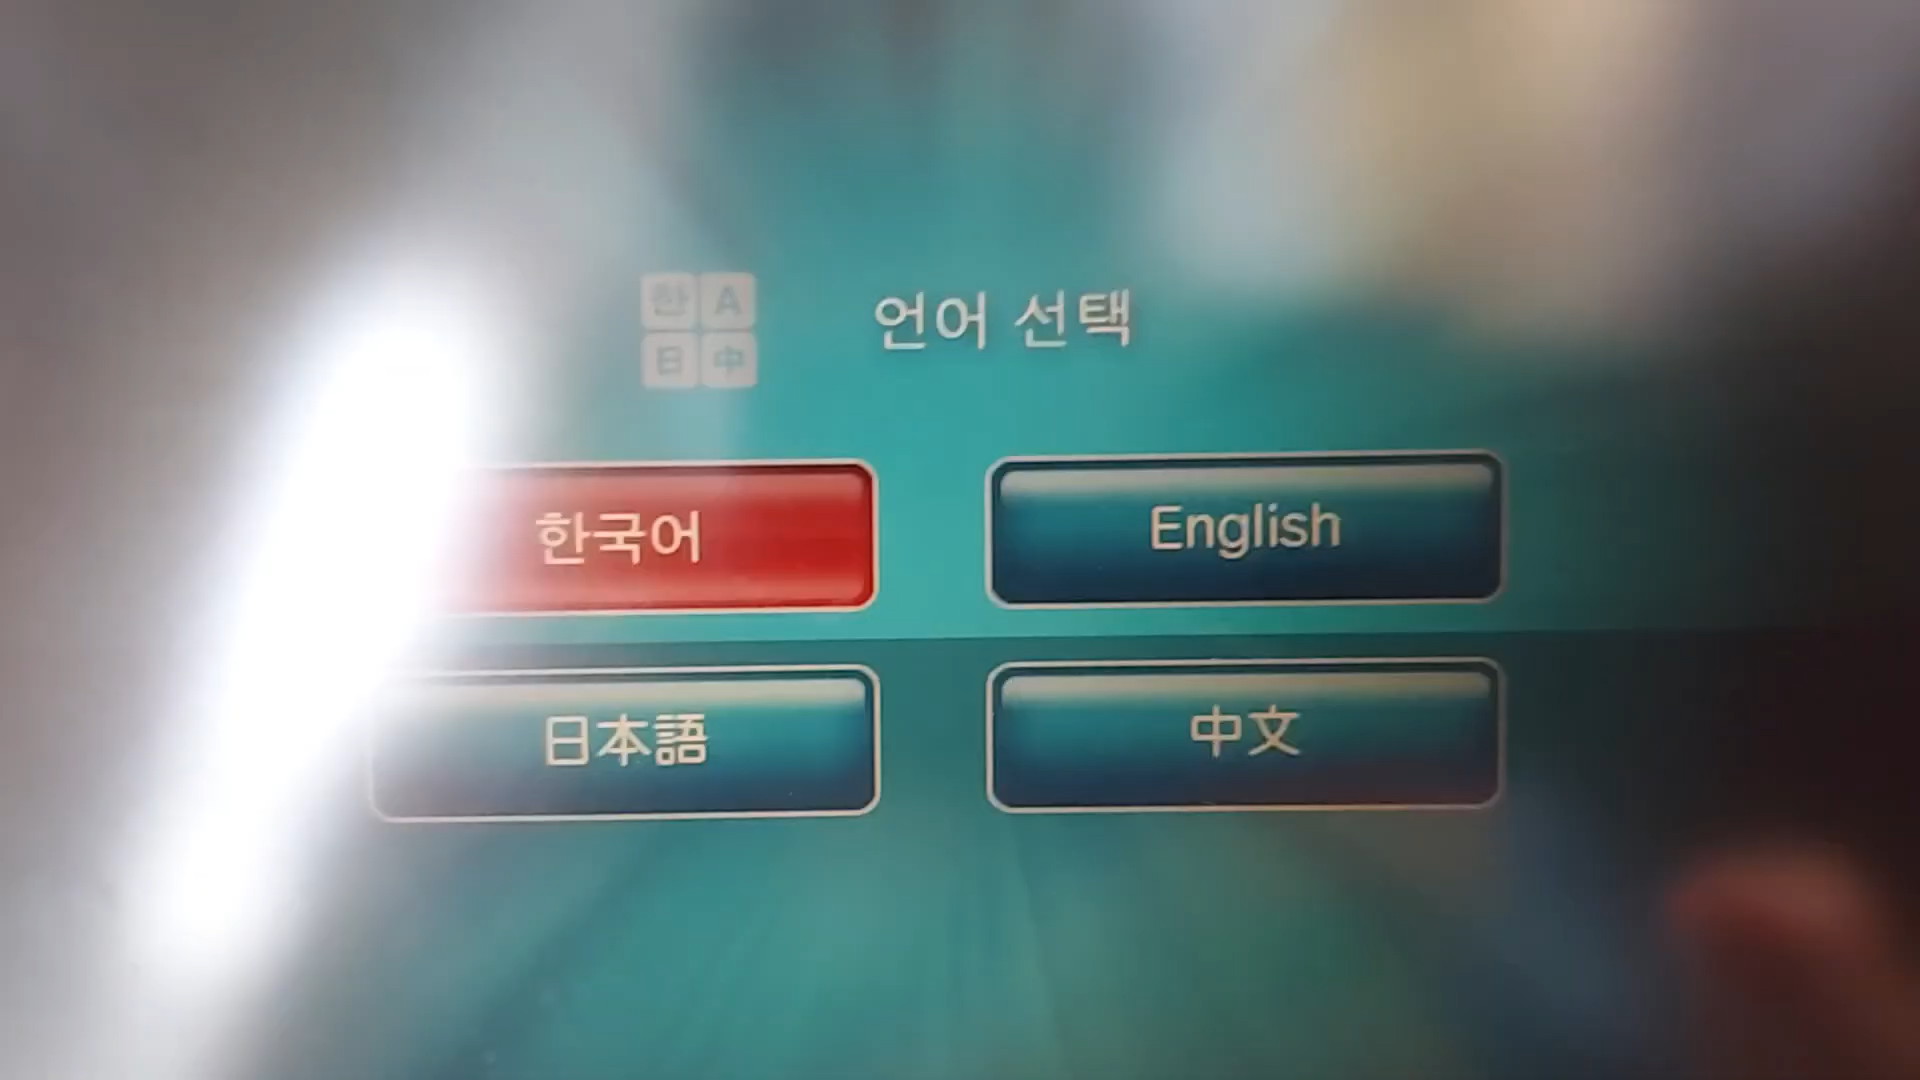 한 A
日 中
언어 선택
한국어
English
日本語
中文